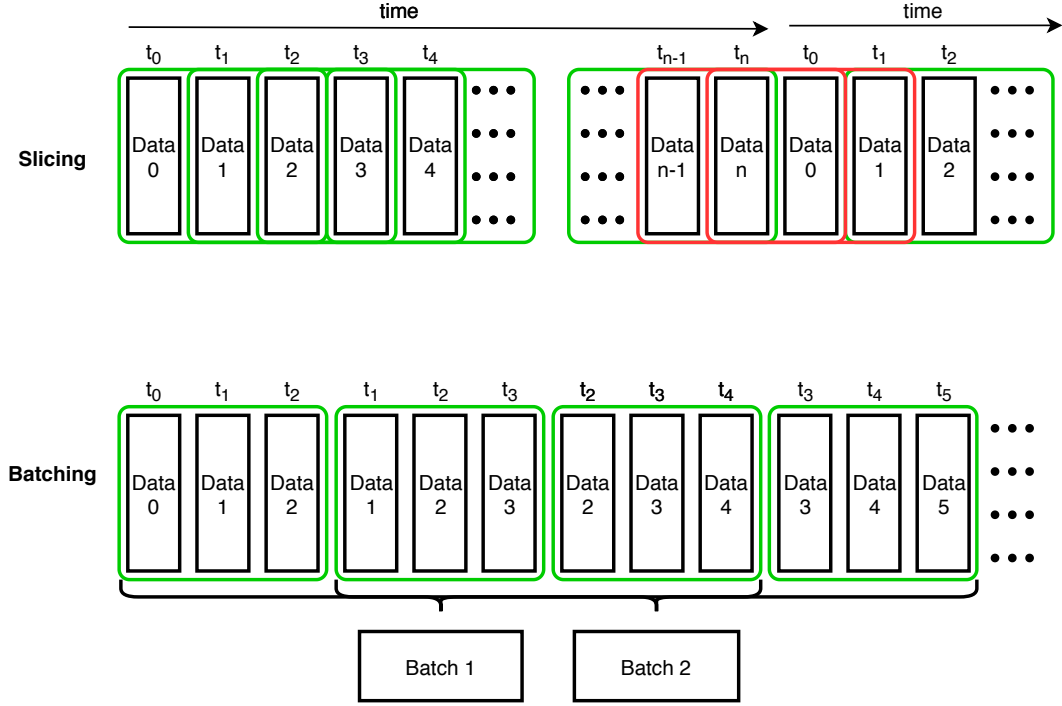 time
time
t0 t1 t2 t3 t4 tn-1 tn t0 t1 t2
Slicing
Data 0
Data 1
Data 2
Data 3
Data 4
Data n-1
Data n
Data 0
Data 1
Data 2
t0 t1 t2 t1 t2 t3 t2 t3 t4 t3 t4 t5
Batching
Data 0
Data 1
Data 2
Data 1
Data 2
Data 3
Data 2
Data 3
Data 4
Data 3
Data 4
Data 5
Batch 1
Batch 2